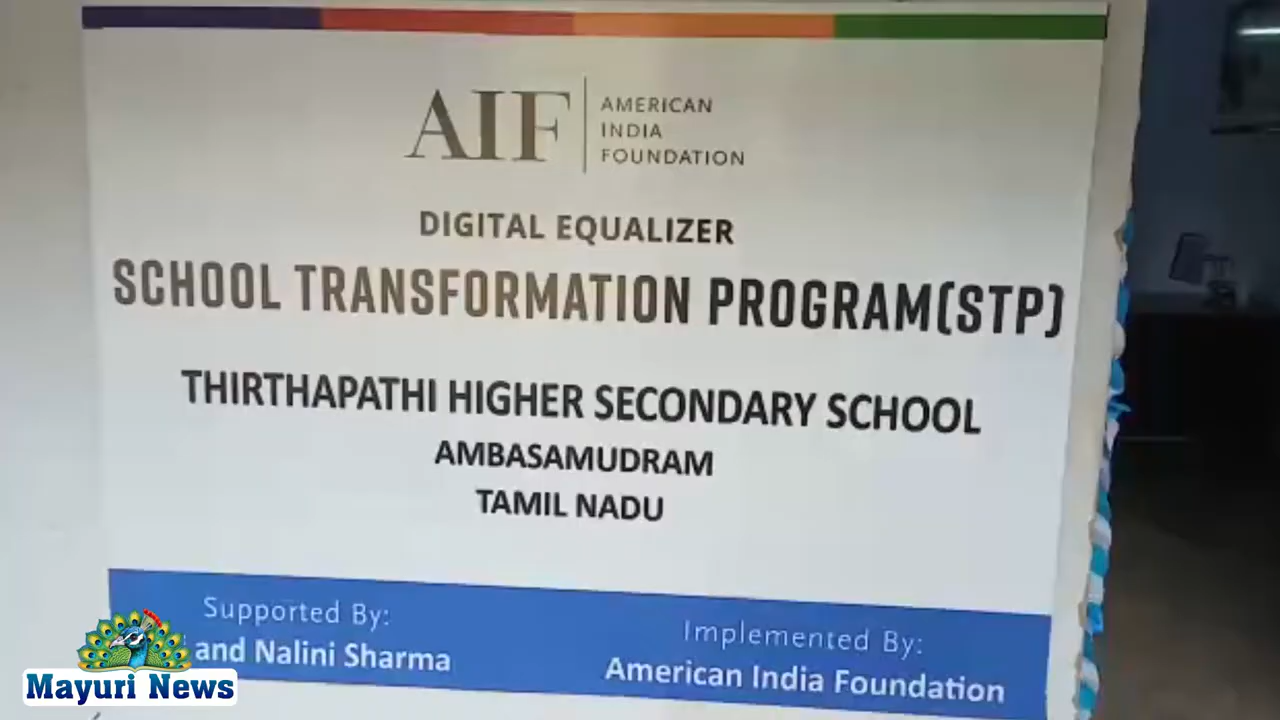 AIF
AMERICAN
INDIA
FOUNDATION
DIGITAL EQUALIZER
SCHOOL TRANSFORMATION PROGRAM(STP)
THIRTHAPATHI HIGHER SECONDARY SCHOOL
AMBASAMUDRAM
TAMIL NADU
Supported By:
and Nalini Sharma
Implemented By:
American India Foundation
Mayuri News